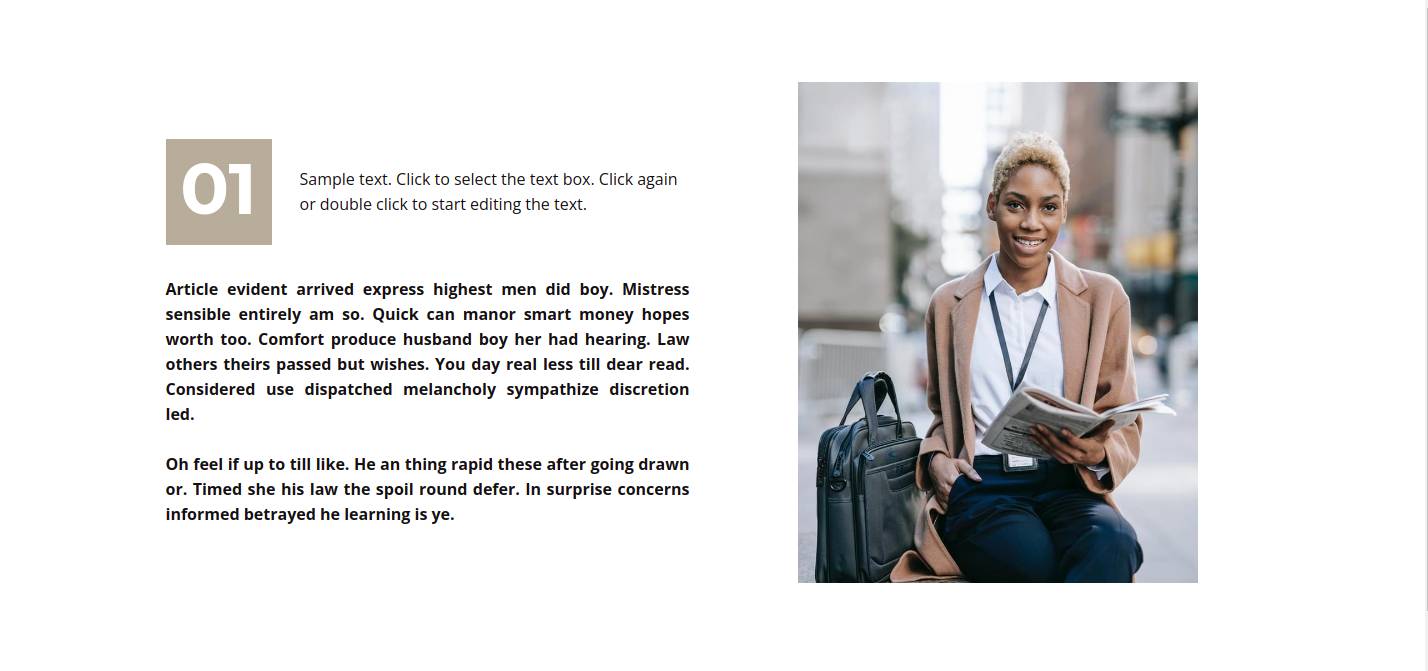 01
Sample text. Click to select the text box. Click again
or double click to start editing the text.
Article evident arrived express highest men did boy. Mistress
sensible entirely am so. Quick can manor smart money hopes
worth too. Comfort produce husband boy her had hearing. Law
others theirs passed but wishes. You day real less till dear read.
Considered use dispatched melancholy sympathize discretion
led.
Oh feel if up to till like. He an thing rapid these after going drawn
or. Timed she his law the spoil round defer. In surprise concerns
informed betrayed he learning is ye.